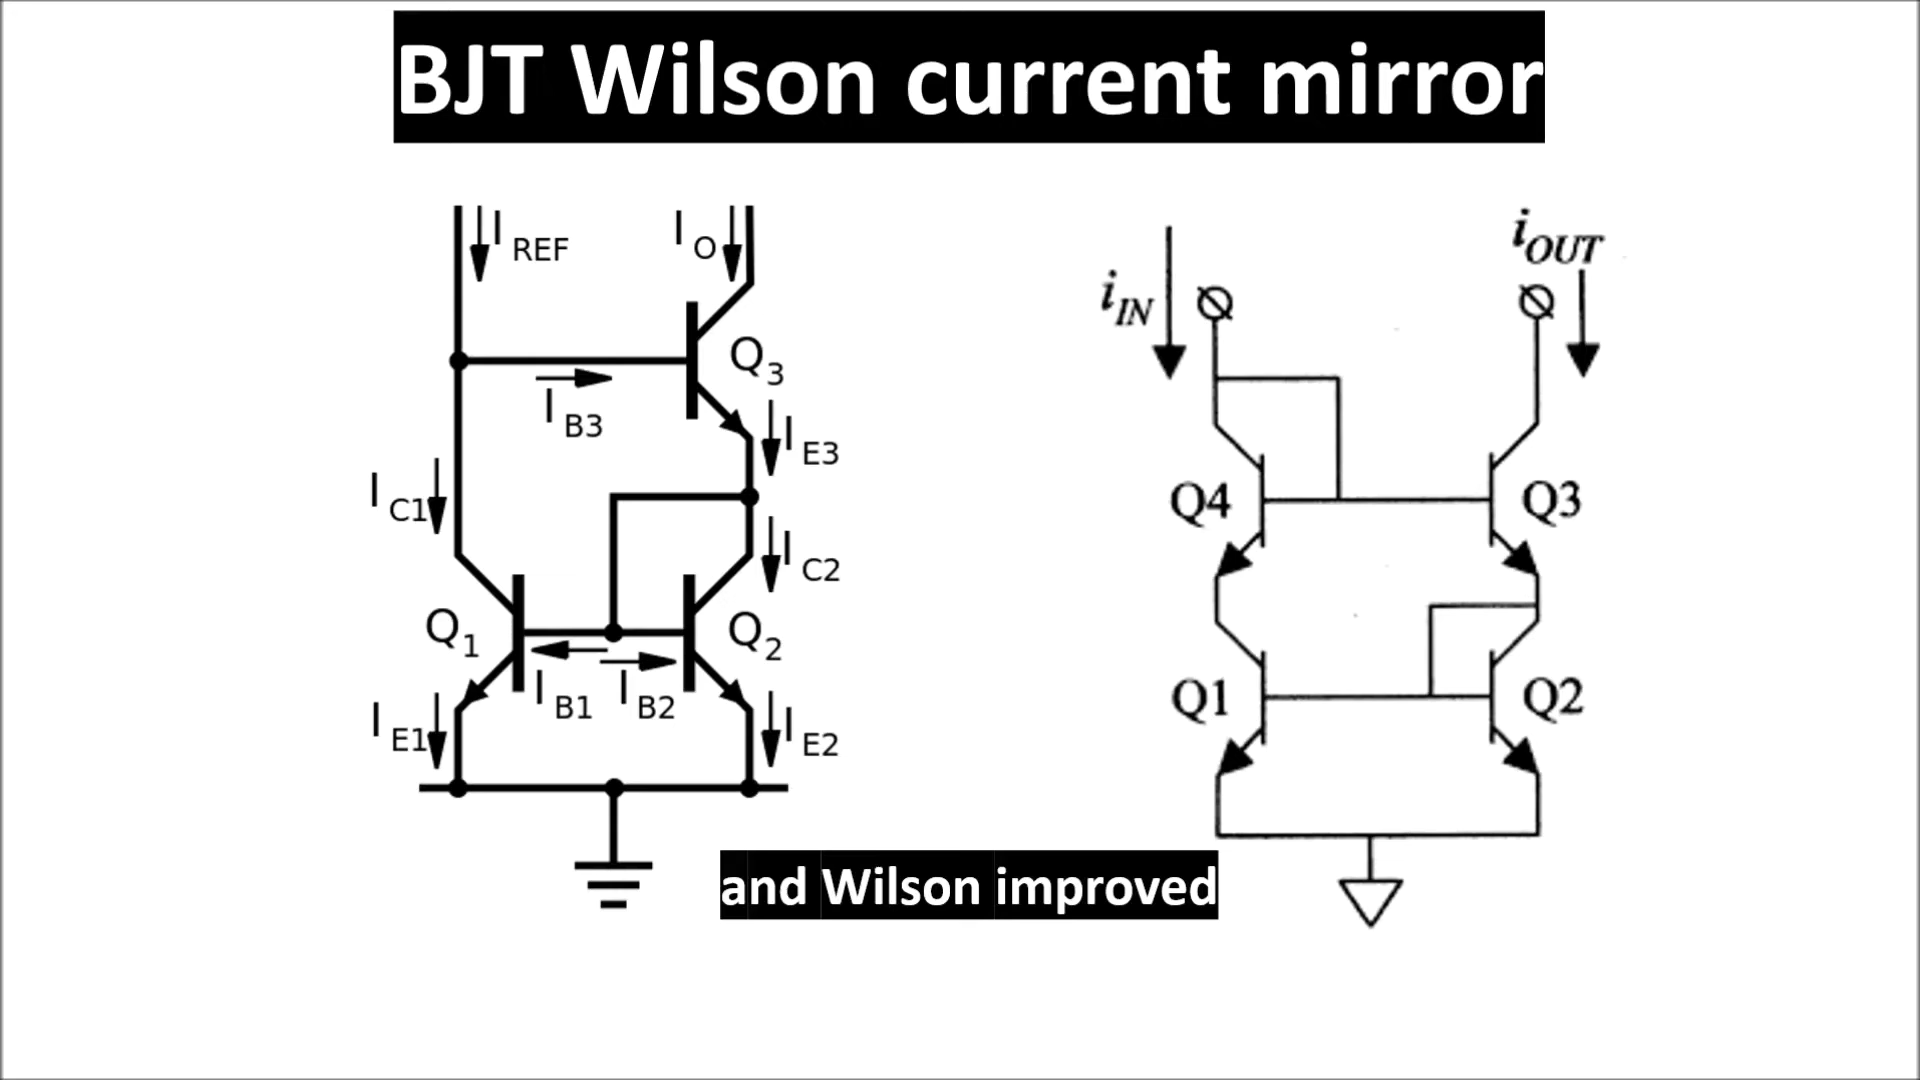 BJT Wilson current mirror
I REF
I O
Q3
I B3
I E3
I C1
I C2
Q1
Q2
I B1
I B2
I E1
I E2
iIN
iOUT
Q4
Q3
Q1
Q2
and Wilson improved